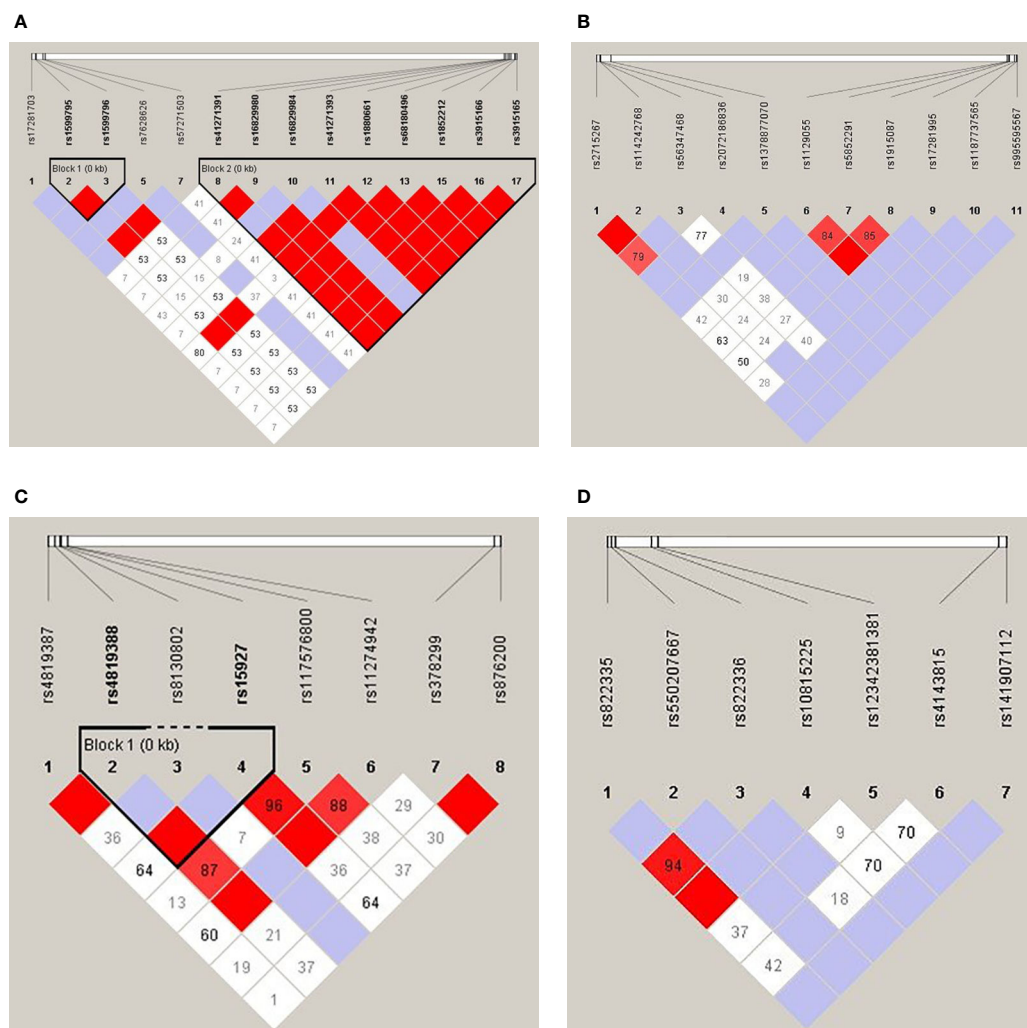 A
rs17281703
rs1599795
rs1599796
rs7628626
rs57271503
rs41271391
rs16829980
rs16829984
rs41271393
rs1880661
rs68180496
rs1852212
rs3915166
rs3915165
Block 1 (0 kb)
Block 2 (0 kb)
1 2 3 5 7 8 9 10 11 12 13 15 16 17
41
41
53 24
53 53 41
7 53 15 3
7 15 53 37 41
43 53 41
7 53 53 41
80 53 53 41
53 53
7 53 53
7 53
7
B
rs2715267
rs114242768
rs56347468
rs2072186836
rs1378877070
rs1129055
rs5852291
rs1915087
rs17281995
rs1187737565
rs995595567
1 2 3 4 5 6 7 8 9 10 11
77 84 85
79
19
30 38
42 24 27
63 24 40
50
28
C
rs4819387
rs4819388
rs8130802
rs15927
rs117576800
rs11274942
rs378299
rs876200
Block 1 (0 kb)
1 2 3 4 5 6 7 8
96 88 29
36 7 38 30
64 87 36 37
13 64
60 21
19 37
1
D
rs822335
rs550207667
rs822336
rs10815225
rs12342381381
rs4143815
rs141907112
1 2 3 4 5 6 7
9 70
94 70
18
37
42